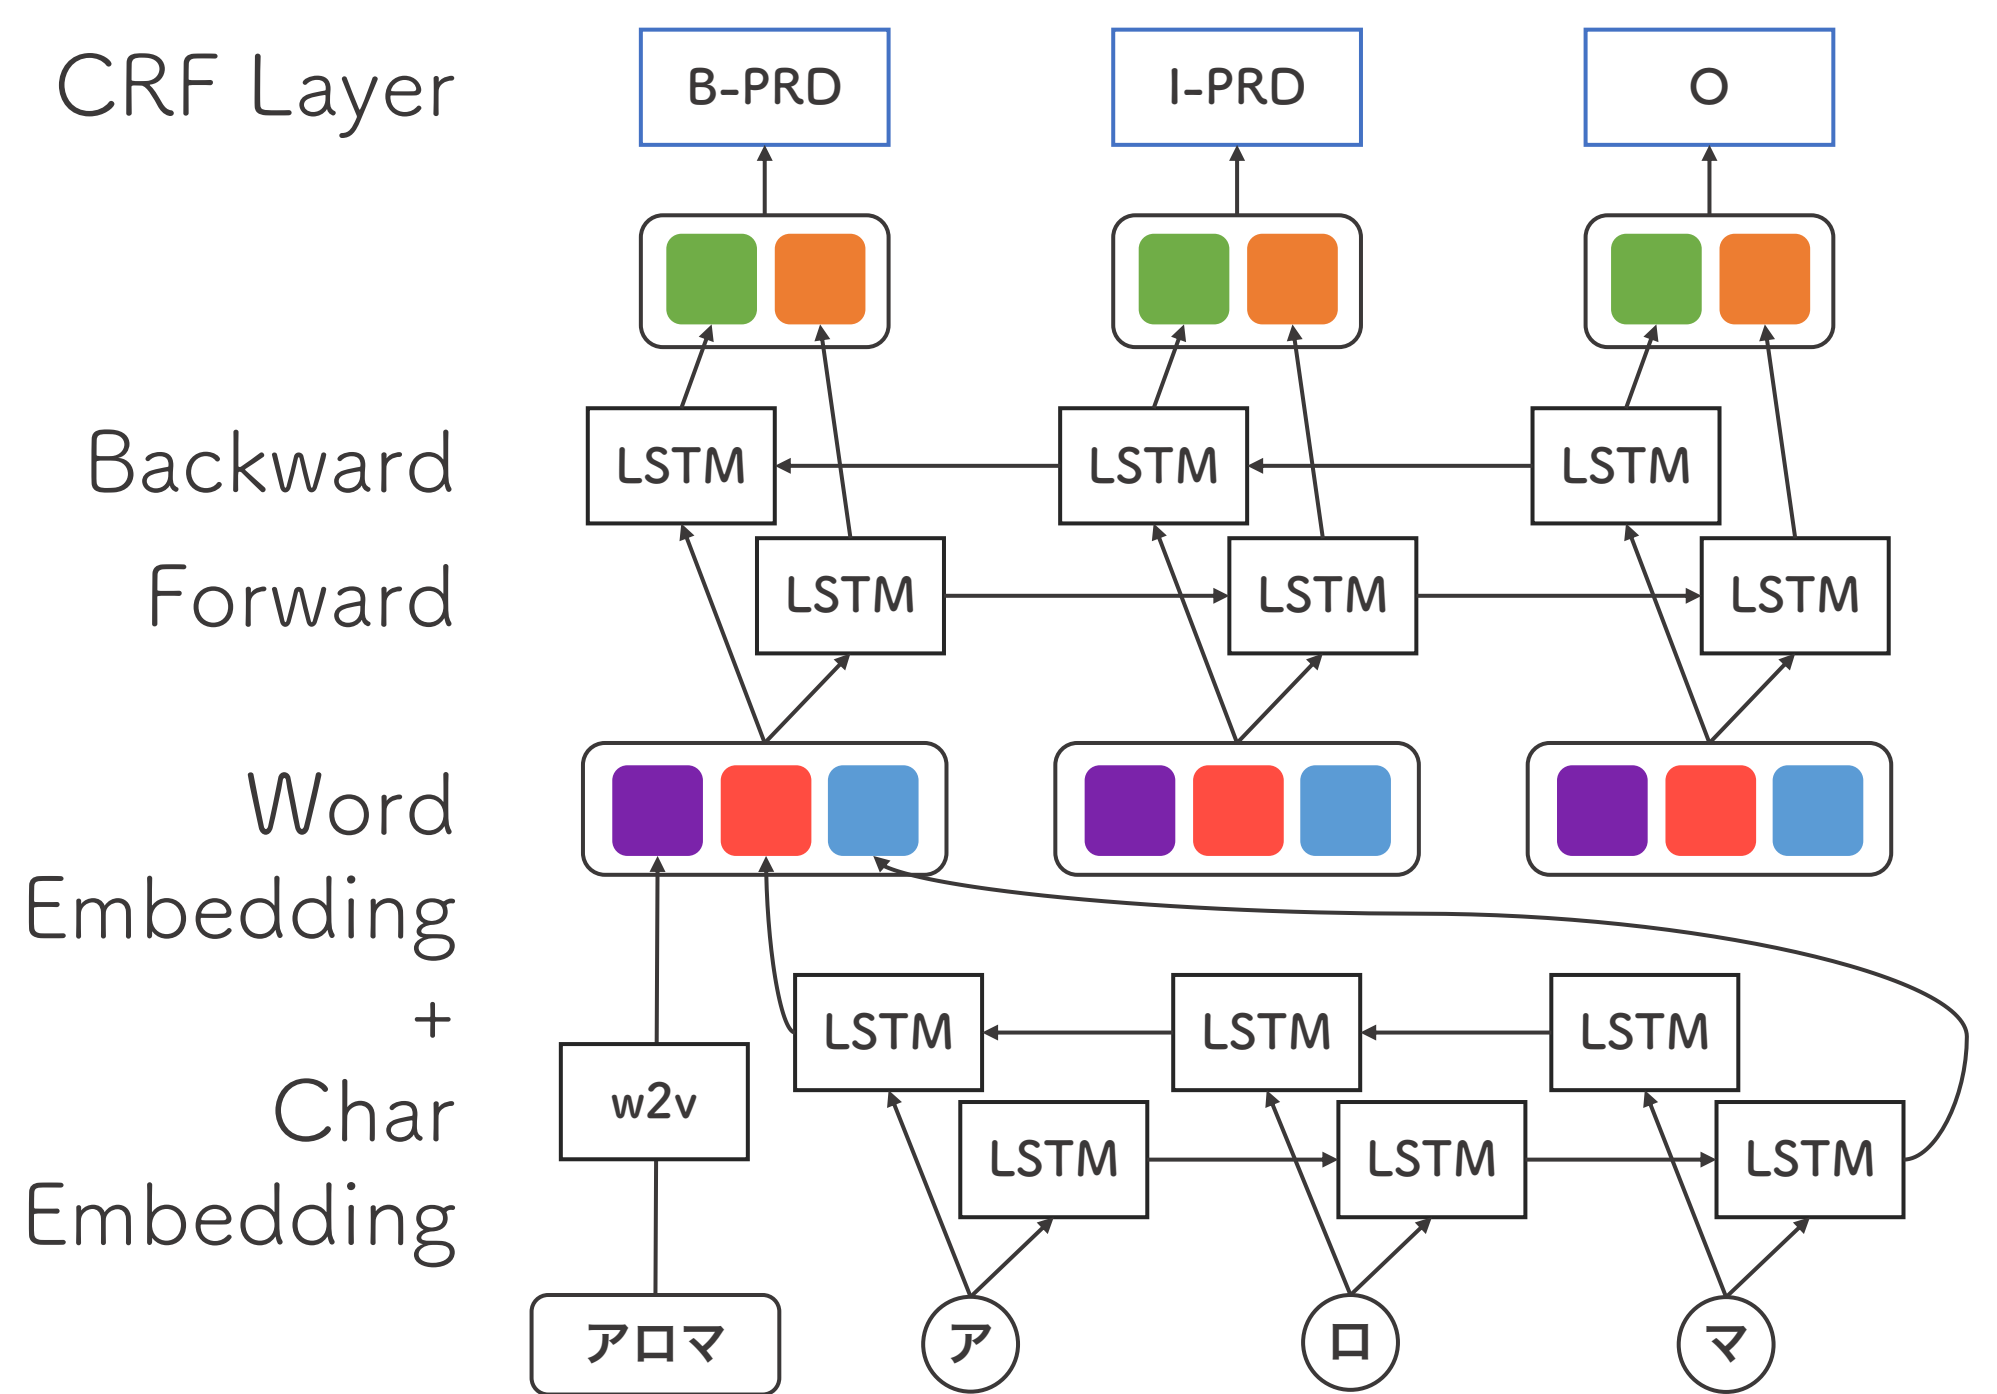 CRF Layer
B-PRD
I-PRD
O
Backward
LSTM
LSTM
LSTM
Forward
LSTM
LSTM
LSTM
Word
Embedding
+
Char
Embedding
LSTM
LSTM
LSTM
w2v
LSTM
LSTM
LSTM
アロマ
ア
ロ
マ